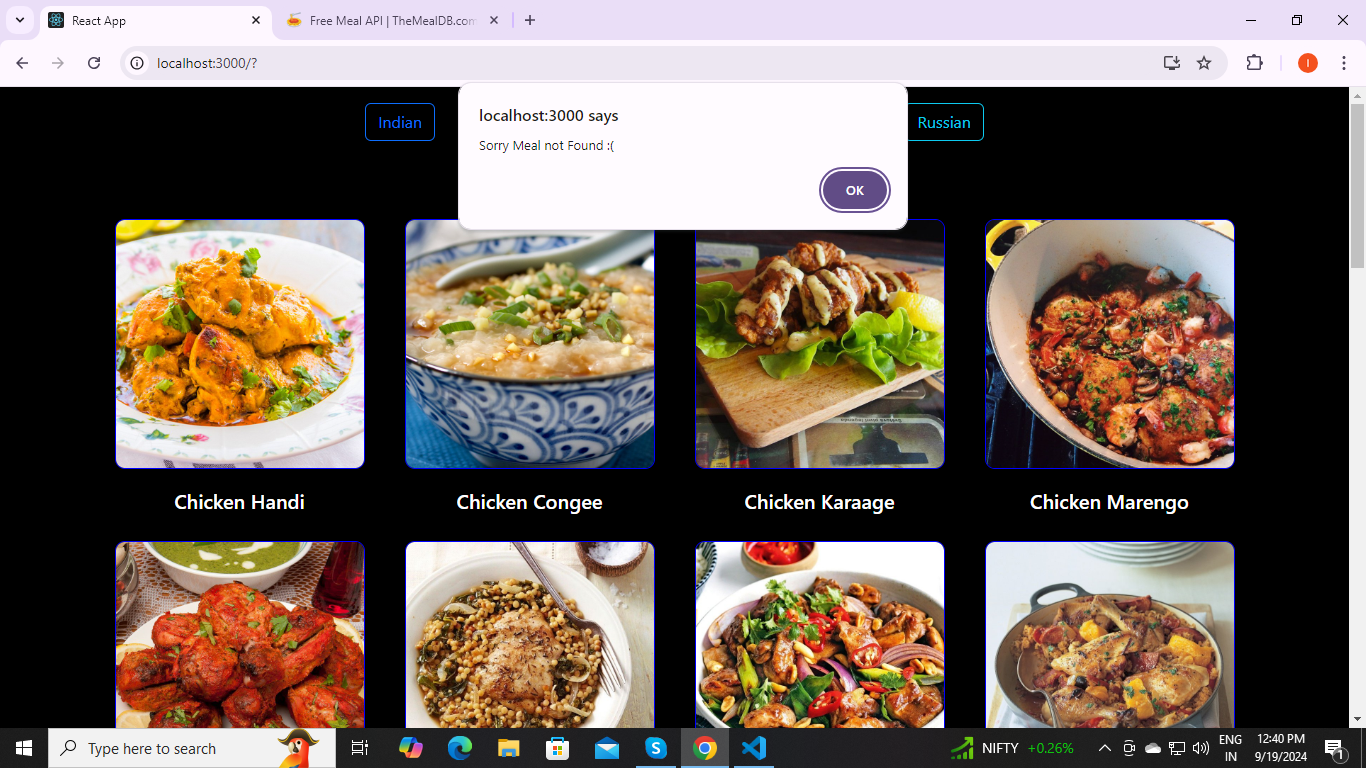 React App
Free Meal API | TheMealDB.com
localhost:3000/?
I
Indian
localhost:3000 says
Sorry Meal not Found :(
OK
Russian
Chicken Handi
Chicken Congee
Chicken Karaage
Chicken Marengo
Type here to search
NIFTY +0.26%
ENG
IN
12:40 PM
9/19/2024
1